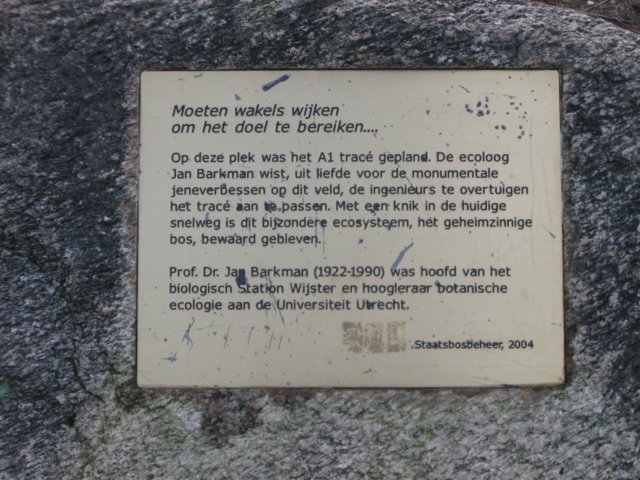 Moeten wakels wijken
om het doel te bereiken....
Op deze plek was het A1 tracé gepland. De ecoloog
Jan Barkman wist, uit liefde voor de monumentale
jeneverbessen op dit veld, de ingenieurs te overtuigen
het tracé aan te passen. Met een knik in de huidige
snelweg is dit bijzondere ecosysteem, het geheimzinnige
bos, bewaard gebleven.
Prof. Dr. Jan Barkman (1922-1990) was hoofd van het
biologisch Station Wijster en hoogleraar botanische
ecologie aan de Universiteit Utrecht.
Staatsbosbeheer, 2004